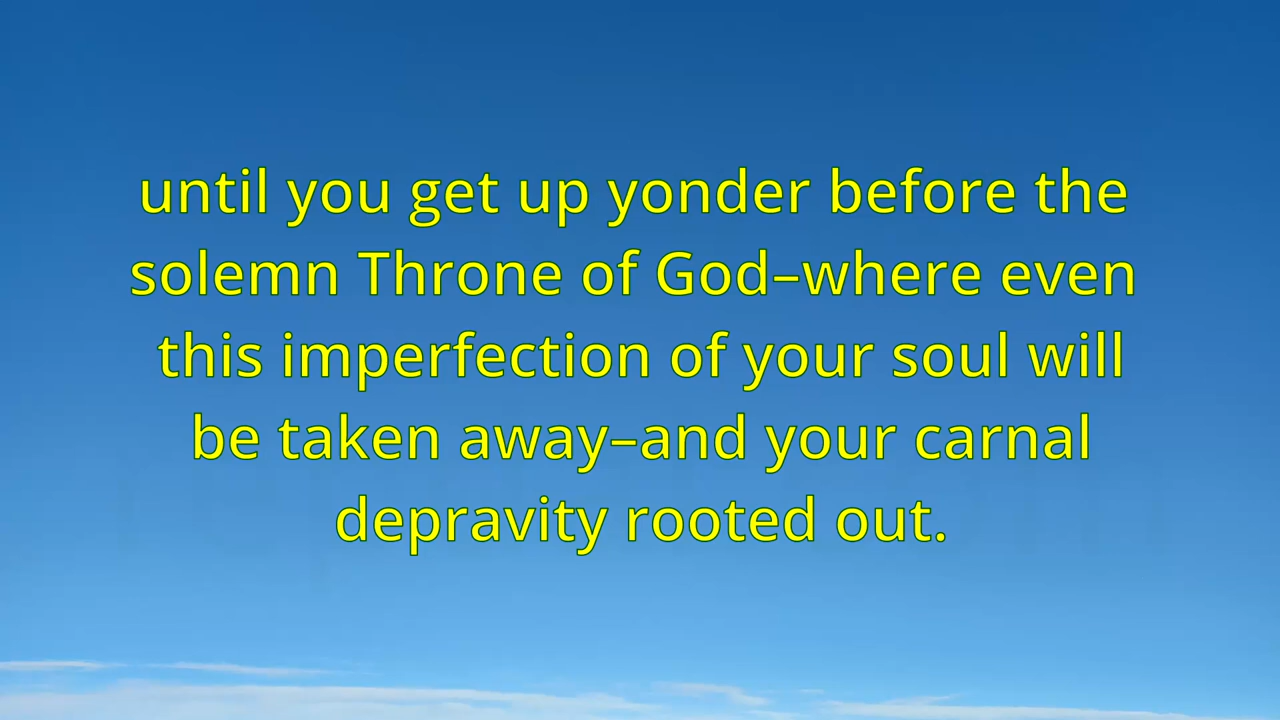 until you get up yonder before the
solemn Throne of God–where even
this imperfection of your soul will
be taken away–and your carnal
depravity rooted out.